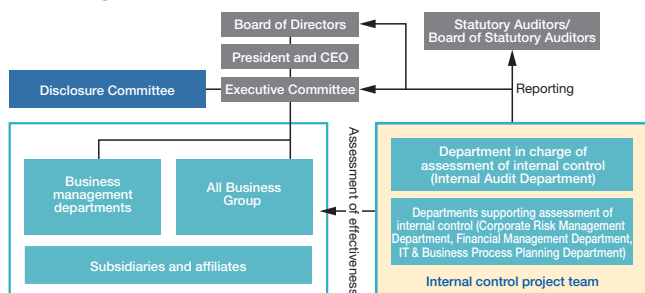 Board of Directors
Statutory Auditors/
Board of Statutory Auditors
President and CEO
Disclosure Committee
Executive Committee
Reporting
Business
management
departments
All Business
Group
Subsidiaries and affiliates
Assessment of effectiveness
Department in charge of
assessment of internal control
(Internal Audit Department)
Departments supporting assessment of
internal control (Corporate Risk Management
Department, Financial Management Department,
IT & Business Process Planning Department)
Internal control project team